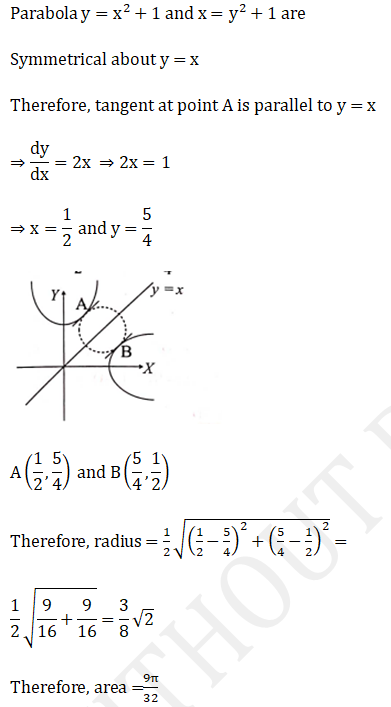 Parabola y = x² + 1 and x = y² + 1 are
Symmetrical about y = x
Therefore, tangent at point A is parallel to y = x
⇒ dy/dx = 2x ⇒ 2x = 1
⇒ x = 1/2 and y = 5/4
Y
A
y = x
B
X
A(1/2, 5/4) and B(5/4, 1/2)
Therefore, radius = 1/2 √((1/2 − 5/4)² + (5/4 − 1/2)²) =
1/2 √(9/16 + 9/16) = 3/8 √2
Therefore, area = 9π/32